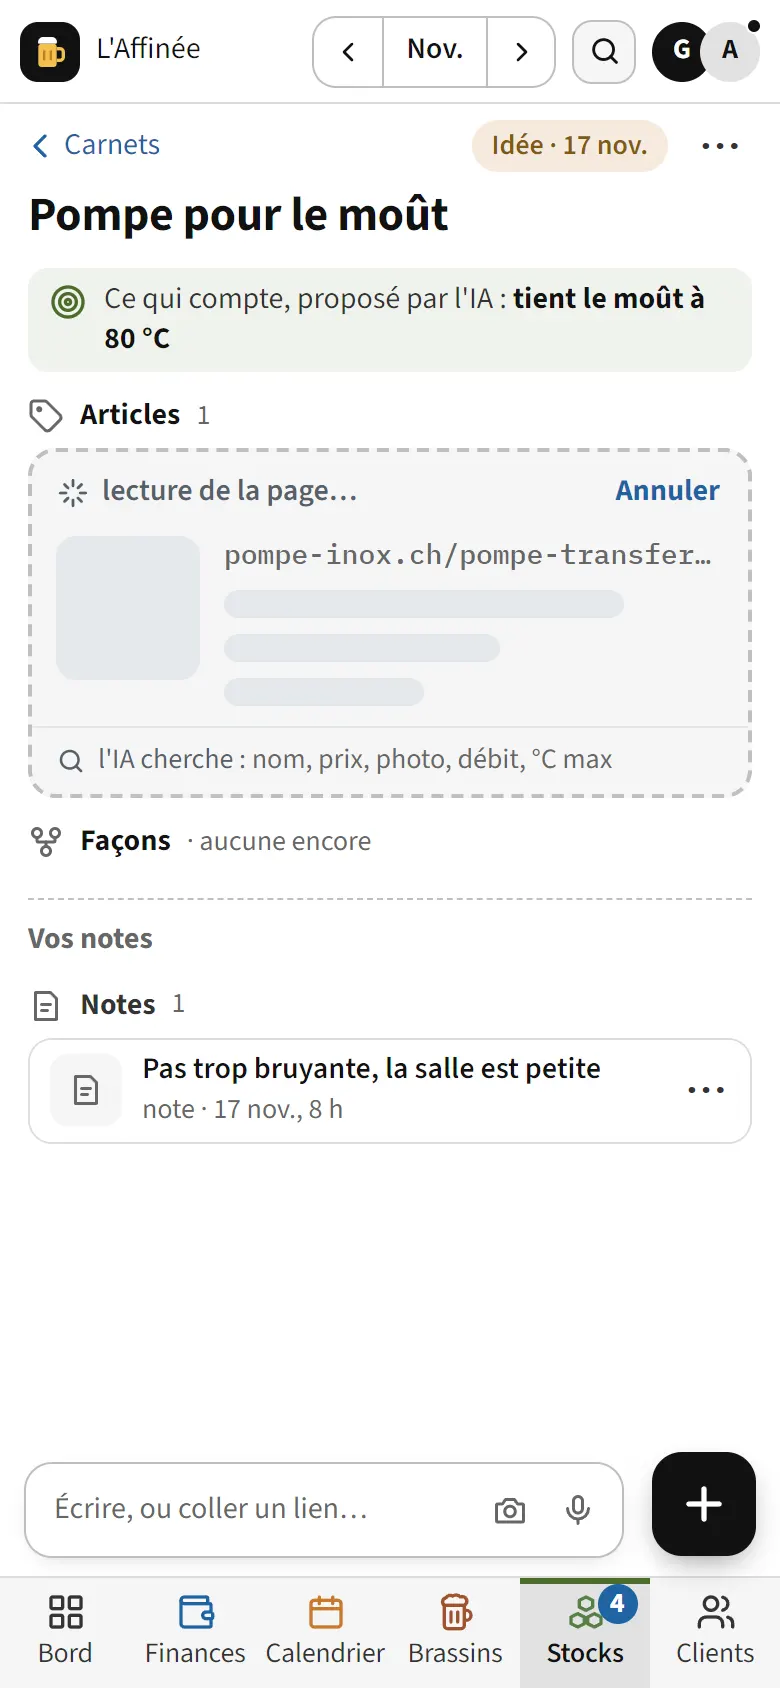 L'Affinée
Nov.
G
A
Carnets
Idée · 17 nov.
Pompe pour le moût
Ce qui compte, proposé par l'IA : tient le moût à
80 °C
Articles 1
lecture de la page…
Annuler
pompe-inox.ch/pompe-transfer…
l'IA cherche : nom, prix, photo, débit, °C max
Façons · aucune encore
Vos notes
Notes 1
Pas trop bruyante, la salle est petite
note · 17 nov., 8 h
Écrire, ou coller un lien…
4
Bord
Finances
Calendrier
Brassins
Stocks
Clients